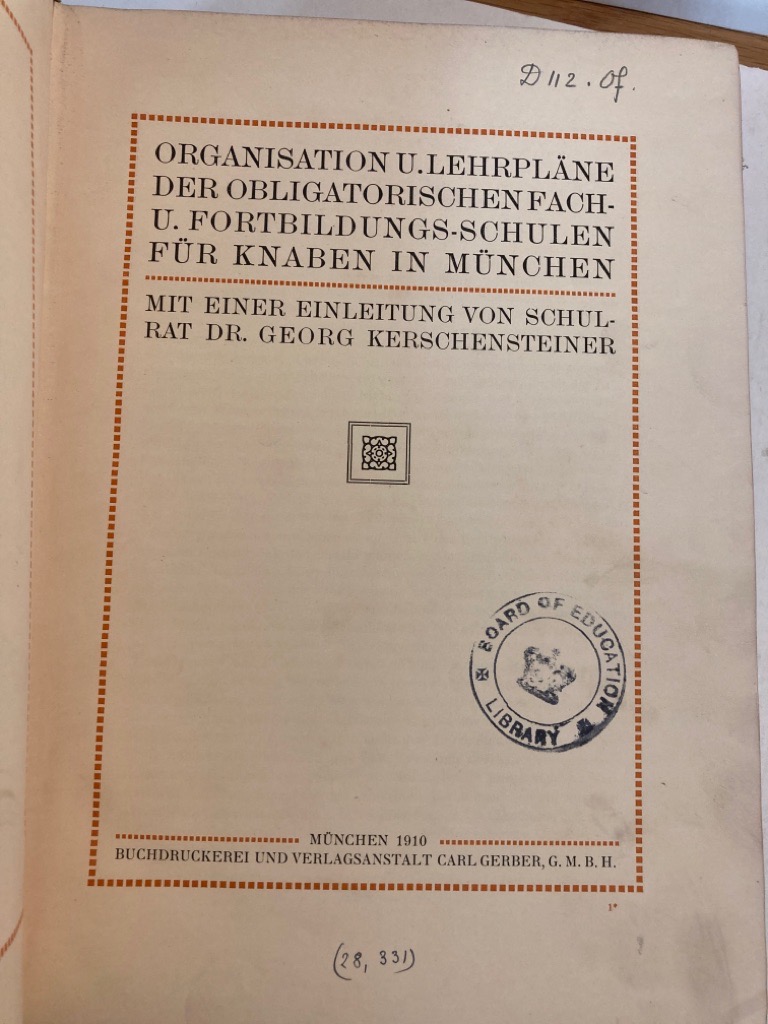 D 112 . Of.
ORGANISATION U. LEHRPLÄNE
DER OBLIGATORISCHEN FACH-
U. FORTBILDUNGS-SCHULEN
FÜR KNABEN IN MÜNCHEN
MIT EINER EINLEITUNG VON SCHUL-
RAT DR. GEORG KERSCHENSTEINER
BOARD OF EDUCATION
LIBRARY
MÜNCHEN 1910
BUCHDRUCKEREI UND VERLAGSANSTALT CARL GERBER, G. M. B. H.
1*
(28, 331)